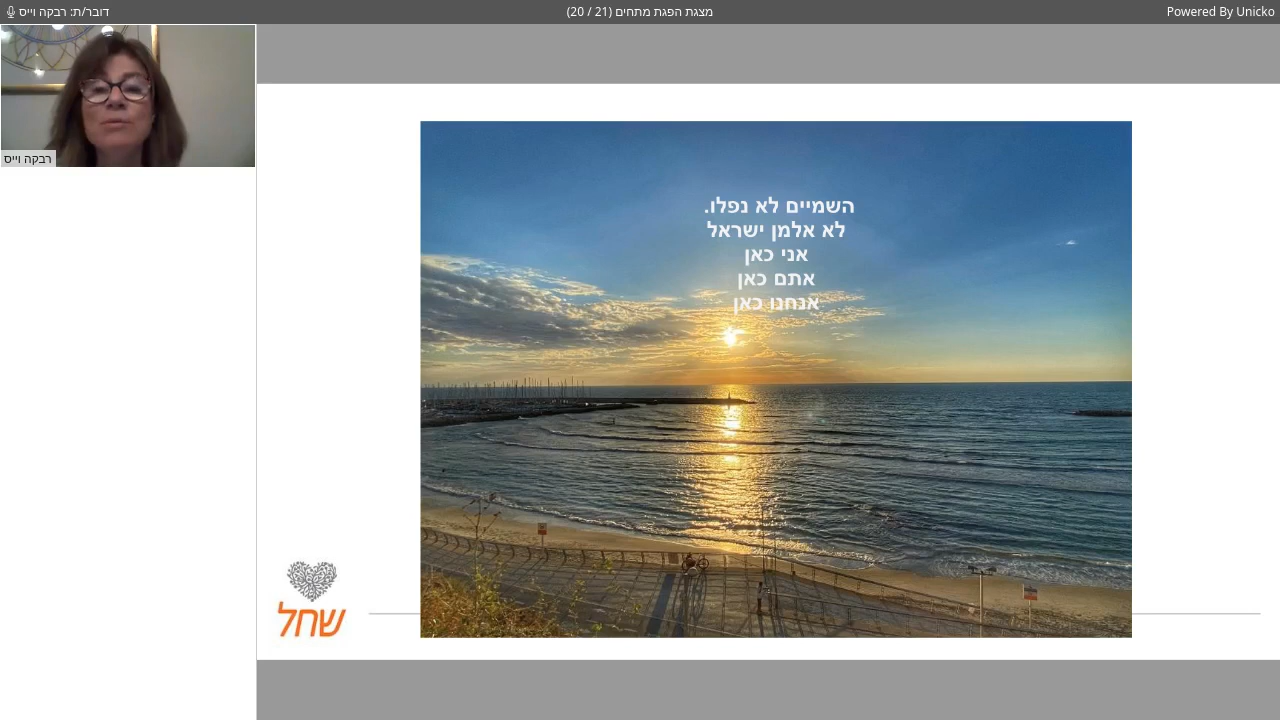 דובר/ת: רבקה וייס
מצגת הפגת מתחים (21 / 20)
Powered By Unicko
רבקה וייס
השמיים לא נפלו.
לא אלמן ישראל
אני כאן
אתם כאן
אנחנו כאן
שחל